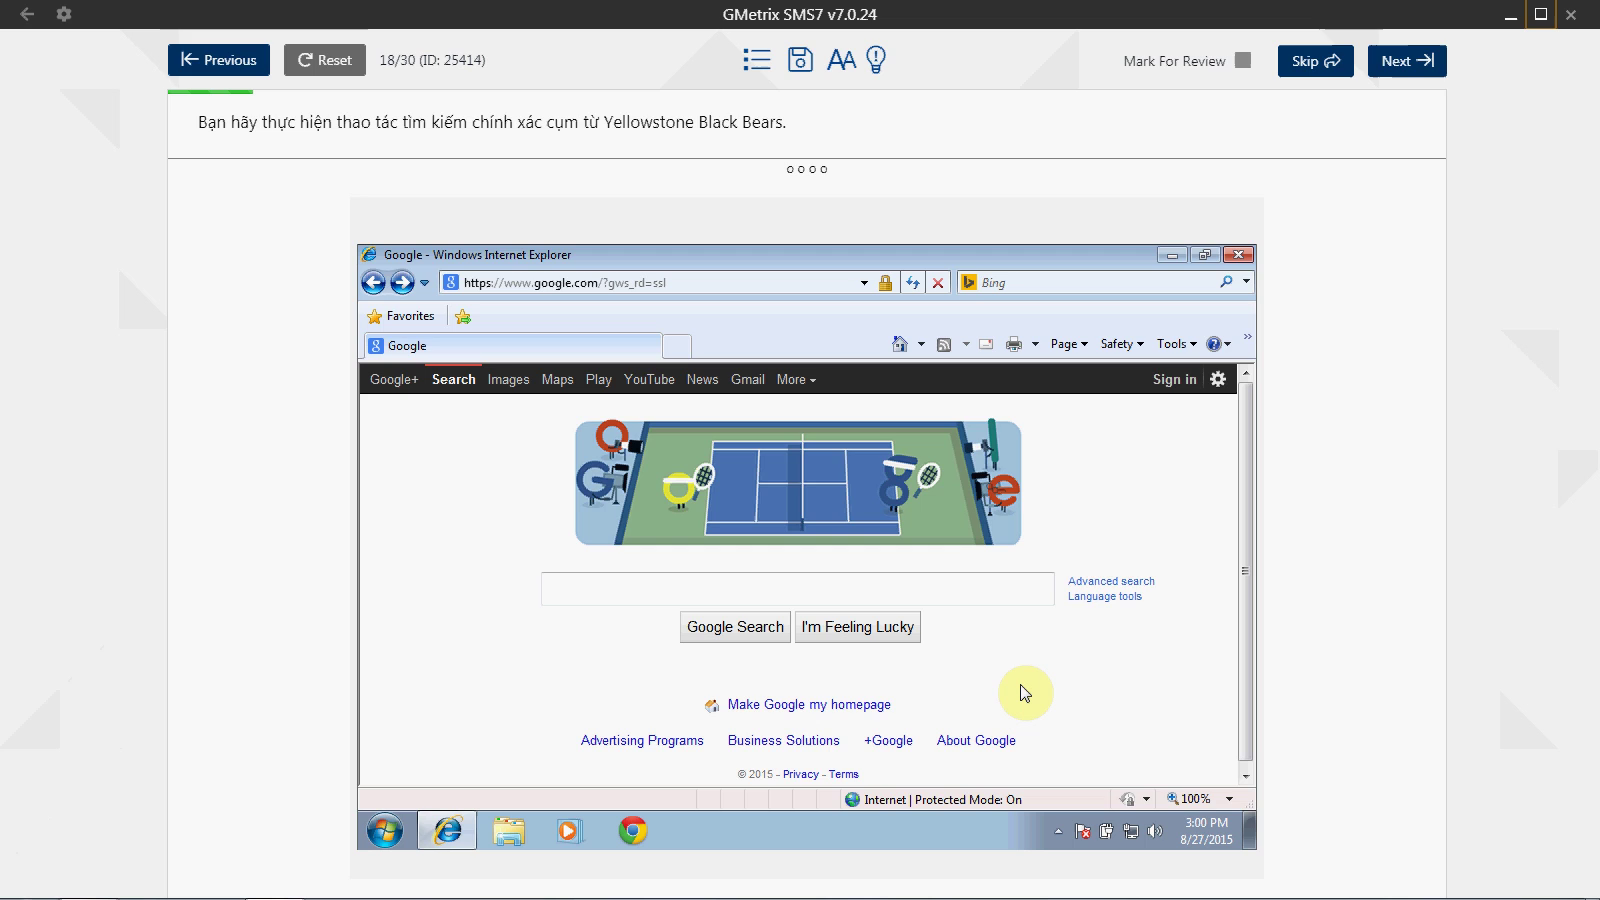 GMetrix SMS7 v7.0.24
Previous Reset 18/30 (ID: 25414) AA Mark For Review Skip Next
Bạn hãy thực hiện thao tác tìm kiếm chính xác cụm từ Yellowstone Black Bears.
Google - Windows Internet Explorer
https://www.google.com/?gws_rd=ssl Bing
Favorites
Google Page Safety Tools
Google+ Search Images Maps Play YouTube News Gmail More Sign in
G o o g l e
Advanced search
Language tools
Google Search I'm Feeling Lucky
Make Google my homepage
Advertising Programs Business Solutions +Google About Google
© 2015 - Privacy - Terms
Internet | Protected Mode: On 100%
3:00 PM
8/27/2015